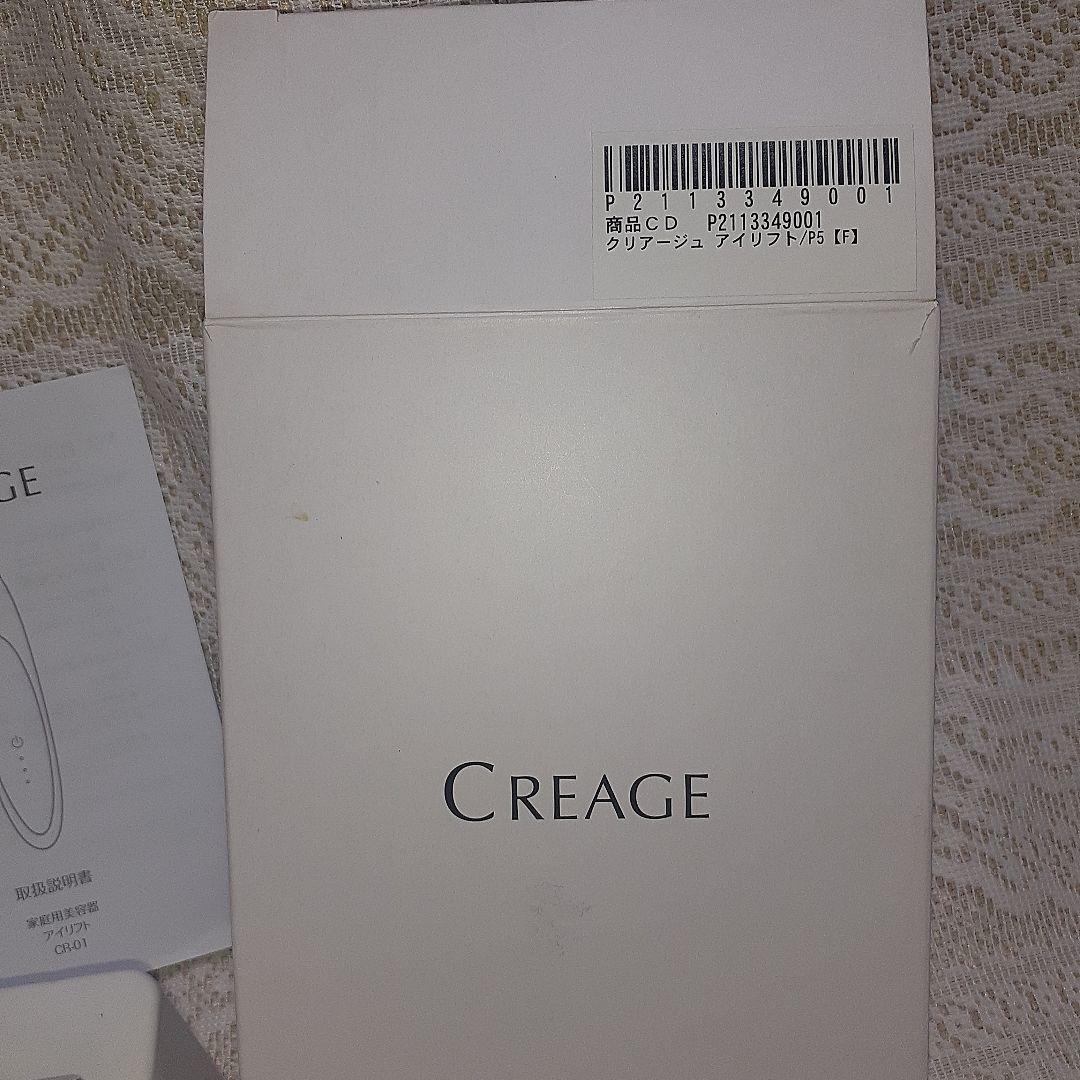 P2113349001
商品CD P2113349001
クリアージュ アイリフト/P5【F】
CREAGE
GE
取扱説明書
家庭用美容器
アイリフト
CR-01